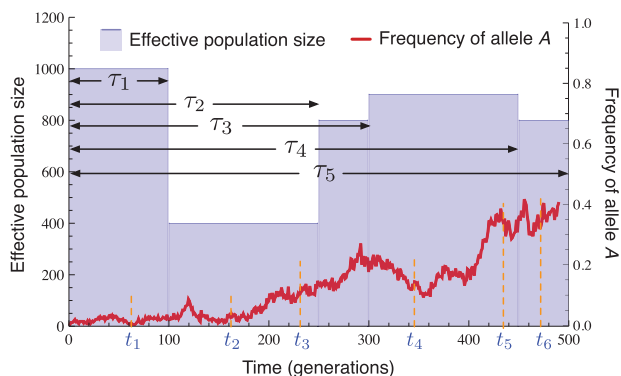 1200
1000
800
600
400
200
0
Effective population size
Effective population size
Frequency of allele A
τ1
τ2
τ3
τ4
τ5
1.0
0.8
0.6
0.4
0.2
0.0
Frequency of allele A
t1
t2
t3
t4
t5
t6
0
100
200
300
400
500
Time (generations)